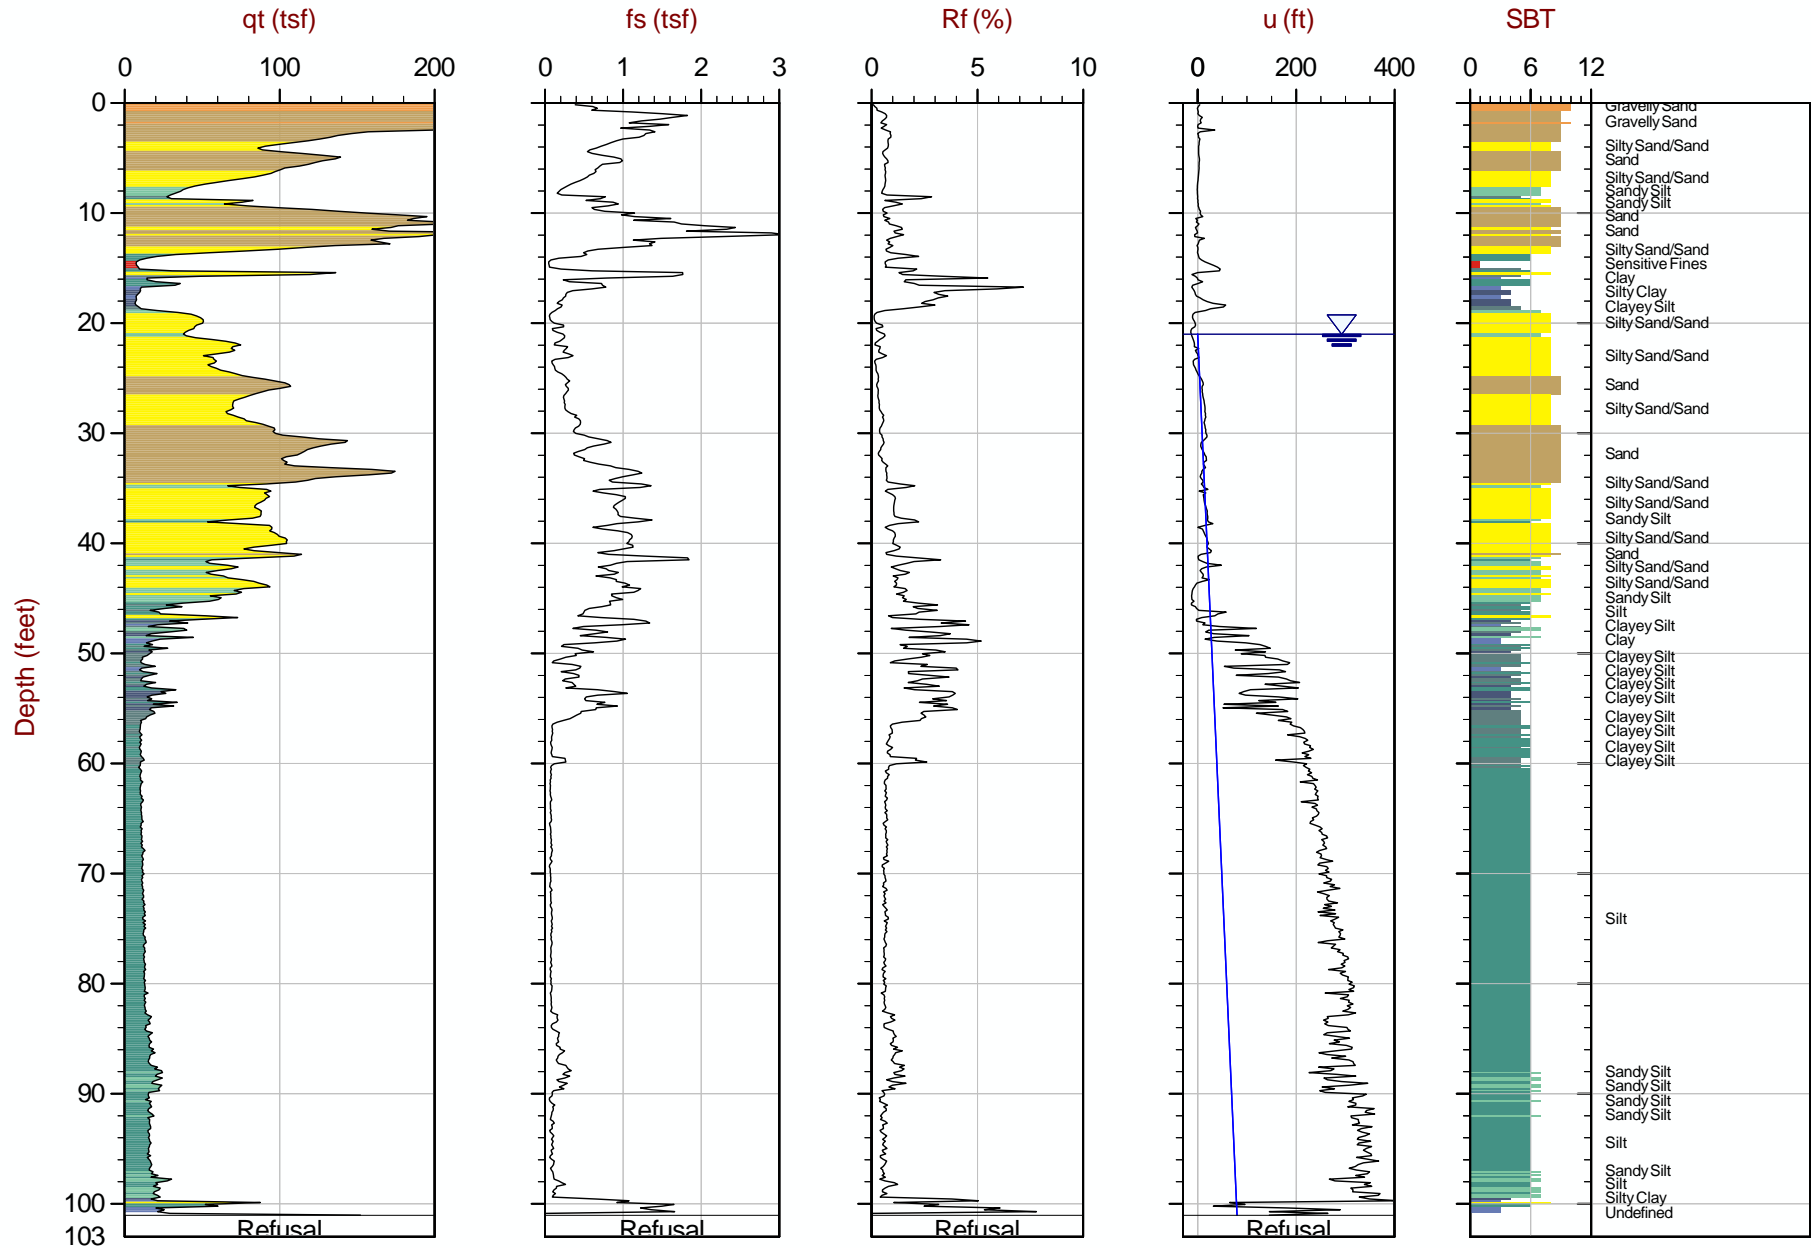 qt (tsf) fs (tsf) Rf (%) u (ft) SBT
0 100 200 0 1 2 3 0 5 10 0 200 400 0 6 12
Depth (feet)
0
10
20
30
40
50
60
70
80
90
100
103
Gravelly Sand
Gravelly Sand
Silty Sand/Sand
Sand
Silty Sand/Sand
Sandy Silt
Sandy Silt
Sand
Sand
Silty Sand/Sand
Sensitive Fines
Clay
Silty Clay
Clayey Silt
Silty Sand/Sand
Silty Sand/Sand
Sand
Silty Sand/Sand
Sand
Silty Sand/Sand
Silty Sand/Sand
Sandy Silt
Silty Sand/Sand
Sand
Silty Sand/Sand
Silty Sand/Sand
Sandy Silt
Silt
Clayey Silt
Clay
Clayey Silt
Clayey Silt
Clayey Silt
Clayey Silt
Clayey Silt
Clayey Silt
Clayey Silt
Clayey Silt
Silt
Sandy Silt
Sandy Silt
Sandy Silt
Sandy Silt
Silt
Sandy Silt
Silt
Silty Clay
Undefined
Refusal Refusal Refusal Refusal